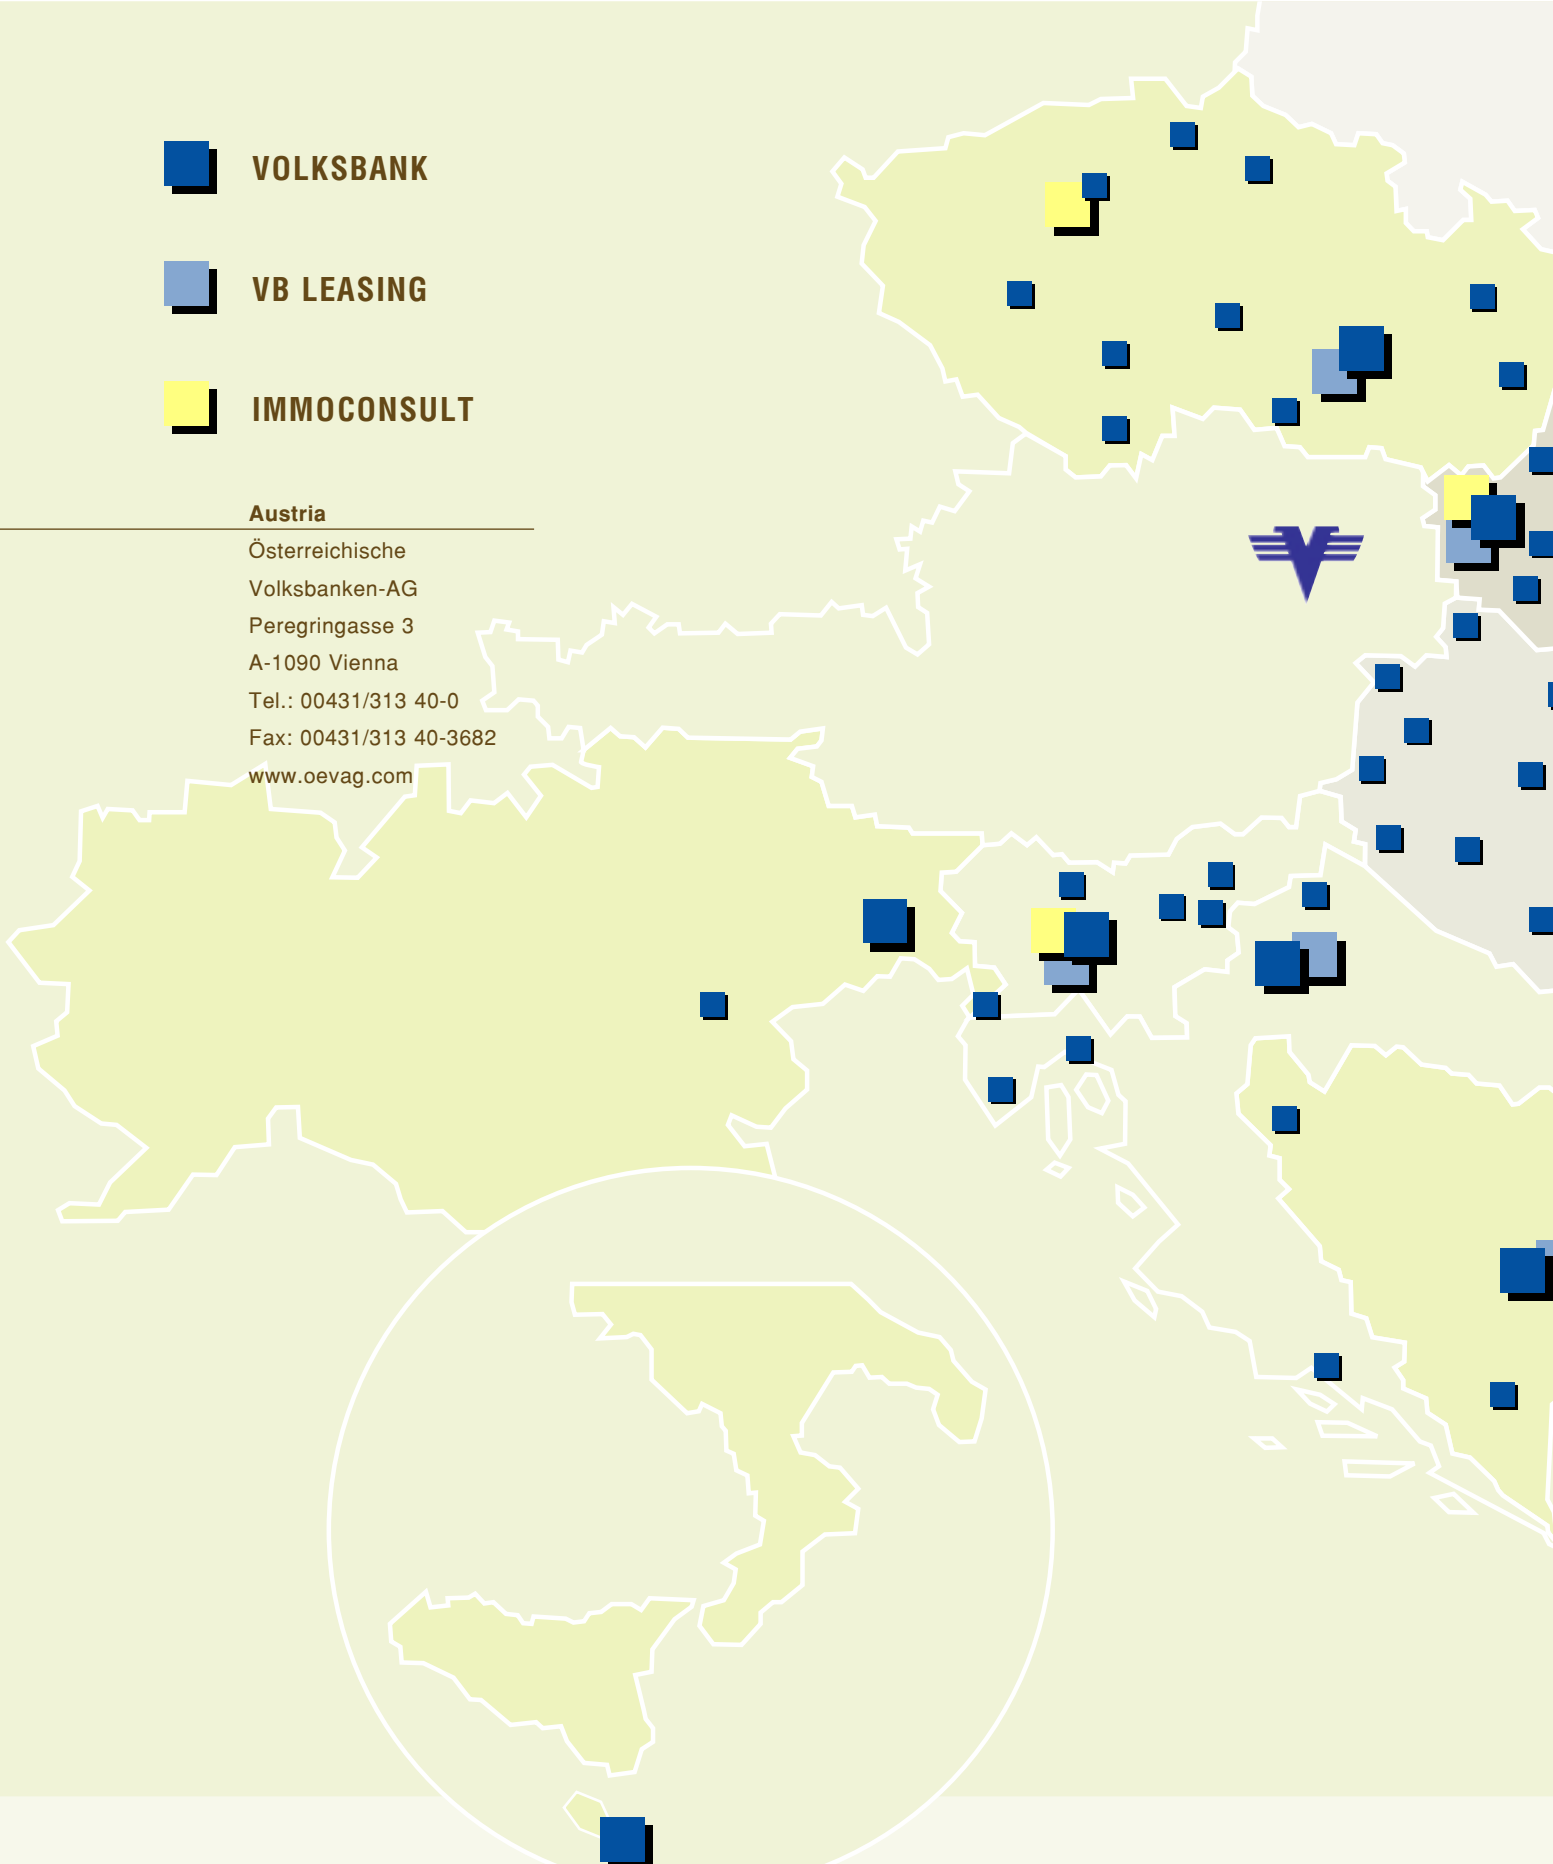 VOLKSBANK
VB LEASING
IMMOCONSULT
Austria
Österreichische
Volksbanken-AG
Peregringasse 3
A-1090 Vienna
Tel.: 00431/313 40-0
Fax: 00431/313 40-3682
www.oevag.com